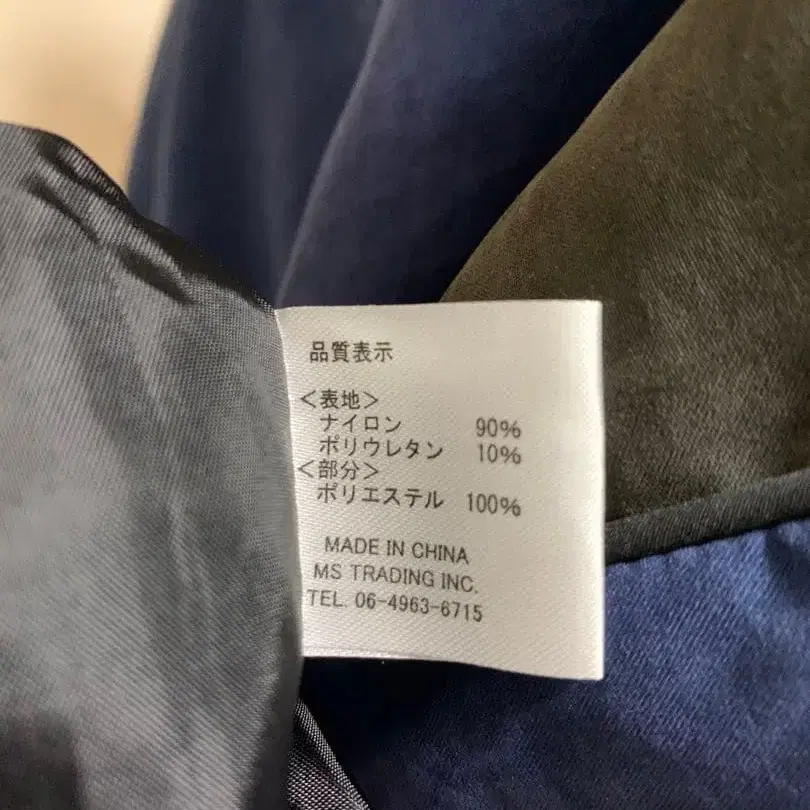 品質表示
＜表地＞
ナイロン 90%
ポリウレタン 10%
＜部分＞
ポリエステル 100%
MADE IN CHINA
MS TRADING INC.
TEL. 06-4963-6715